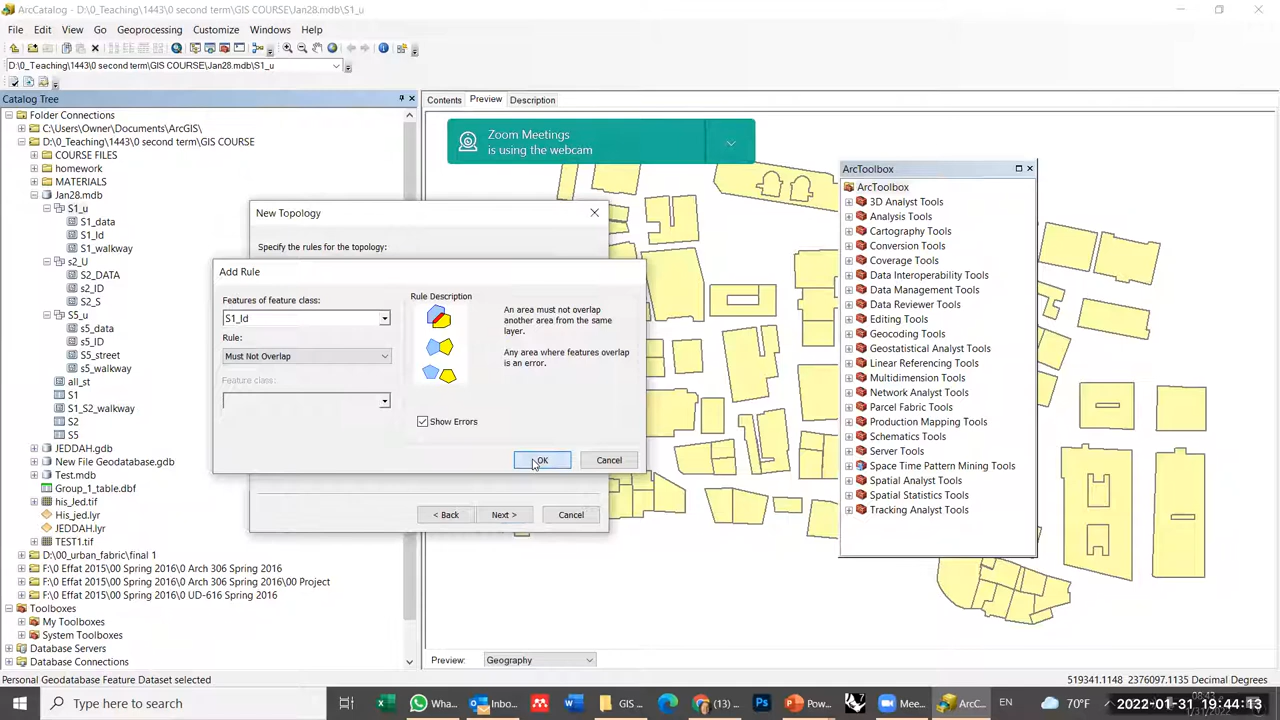 ArcCatalog - D:\0_Teaching\1443\0 second term\GIS COURSE\Jan28.mdb\S1_u
File Edit View Go Geoprocessing Customize Windows Help
D:\0_Teaching\1443\0 second term\GIS COURSE\Jan28.mdb\S1_u
Catalog Tree
Folder Connections
C:\Users\Owner\Documents\ArcGIS\
D:\0_Teaching\1443\0 second term\GIS COURSE
COURSE FILES
homework
MATERIALS
Jan28.mdb
S1_u
S1_data
S1_Id
S1_walkway
s2_U
S2_DATA
s2_ID
S2_S
S5_u
s5_data
s5_ID
S5_street
s5_walkway
all_st
S1
S1_S2_walkway
S2
S5
JEDDAH.gdb
New File Geodatabase.gdb
Test.mdb
Group_1_table.dbf
his_Jed.tif
His_jed.lyr
JEDDAH.lyr
TEST1.tif
D:\00_urban_fabric\final 1
F:\0 Effat 2015\00 Spring 2016\0 Arch 306 Spring 2016
F:\0 Effat 2015\00 Spring 2016\0 Arch 306 Spring 2016\00 Project
F:\0 Effat 2015\00 Spring 2016\0 UD-616 Spring 2016
Toolboxes
My Toolboxes
System Toolboxes
Database Servers
Database Connections
Contents Preview Description
Zoom Meetings
is using the webcam
New Topology
Specify the rules for the topology:
Add Rule
Features of feature class:
S1_Id
Rule:
Must Not Overlap
Feature class:
Rule Description
An area must not overlap
another area from the same
layer.
Any area where features overlap
is an error.
Show Errors
OK Cancel
< Back Next > Cancel
ArcToolbox
ArcToolbox
3D Analyst Tools
Analysis Tools
Cartography Tools
Conversion Tools
Coverage Tools
Data Interoperability Tools
Data Management Tools
Data Reviewer Tools
Editing Tools
Geocoding Tools
Geostatistical Analyst Tools
Linear Referencing Tools
Multidimension Tools
Network Analyst Tools
Parcel Fabric Tools
Production Mapping Tools
Schematics Tools
Server Tools
Space Time Pattern Mining Tools
Spatial Analyst Tools
Spatial Statistics Tools
Tracking Analyst Tools
Preview: Geography
Personal Geodatabase Feature Dataset selected
519341.1148 2376097.1135 Decimal Degrees
Type here to search
WhatsA...
Inbo...
GIS ...
(13) ...
Pow...
Mee...
ArcC...
EN
70°F
2022-01-31 19:44:13